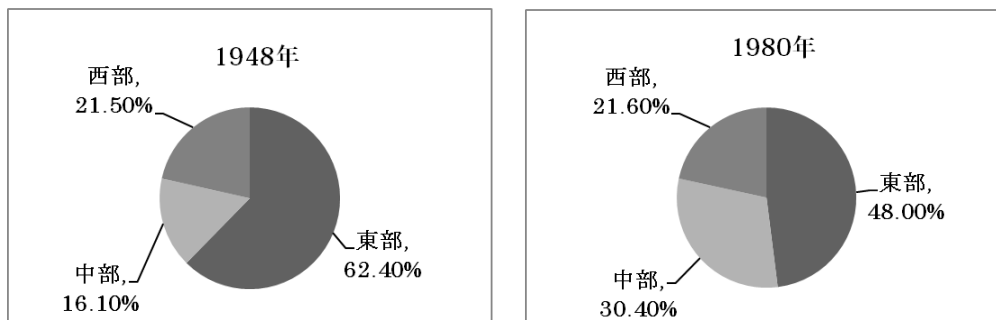 1948年
西部,
21.50%
東部,
62.40%
中部,
16.10%
1980年
西部,
21.60%
東部,
48.00%
中部,
30.40%